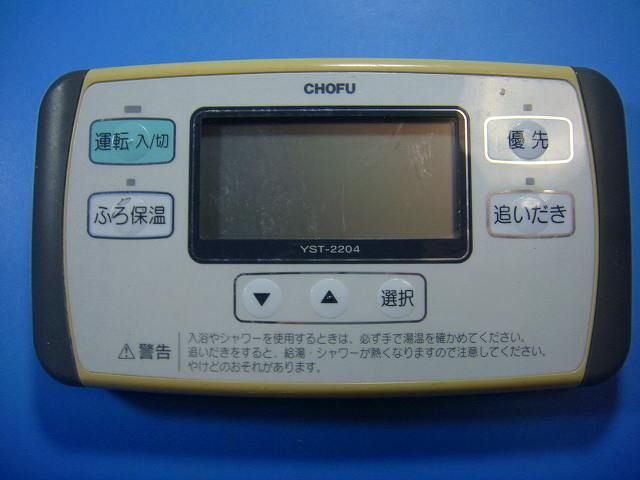 CHOFU
運転 入/切
優先
ふろ保温
追いだき
YST-2204
▼ ▲ 選択
⚠警告
入浴やシャワーを使用するときは、必ず手で湯温を確かめてください。
追いだきをすると、給湯・シャワーが熱くなりますので注意してください。
やけどのおそれがあります。